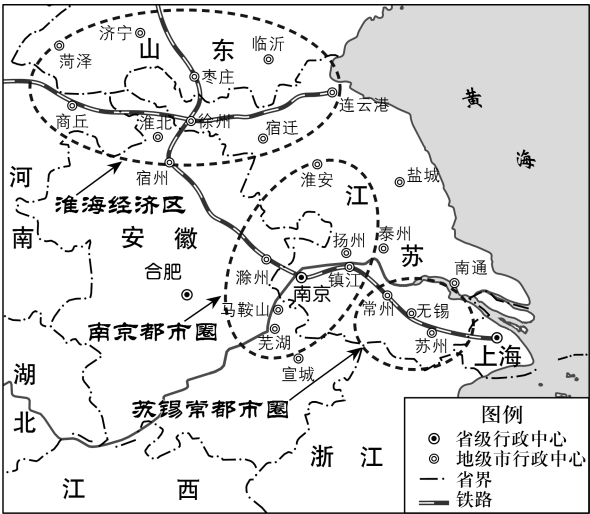 济宁
山 东
临沂
菏泽
枣庄
连云港
商丘
淮北
徐州
宿迁
黄
海
河
南
宿州
淮安
盐城
淮海经济区
江
苏
安 徽
扬州
泰州
合肥
滁州
镇江
南通
南京
马鞍山
常州
无锡
南京都市圈
芜湖
苏州
上海
宣城
湖
北
苏锡常都市圈
浙 江
江 西
图例
省级行政中心
地级市行政中心
省界
铁路